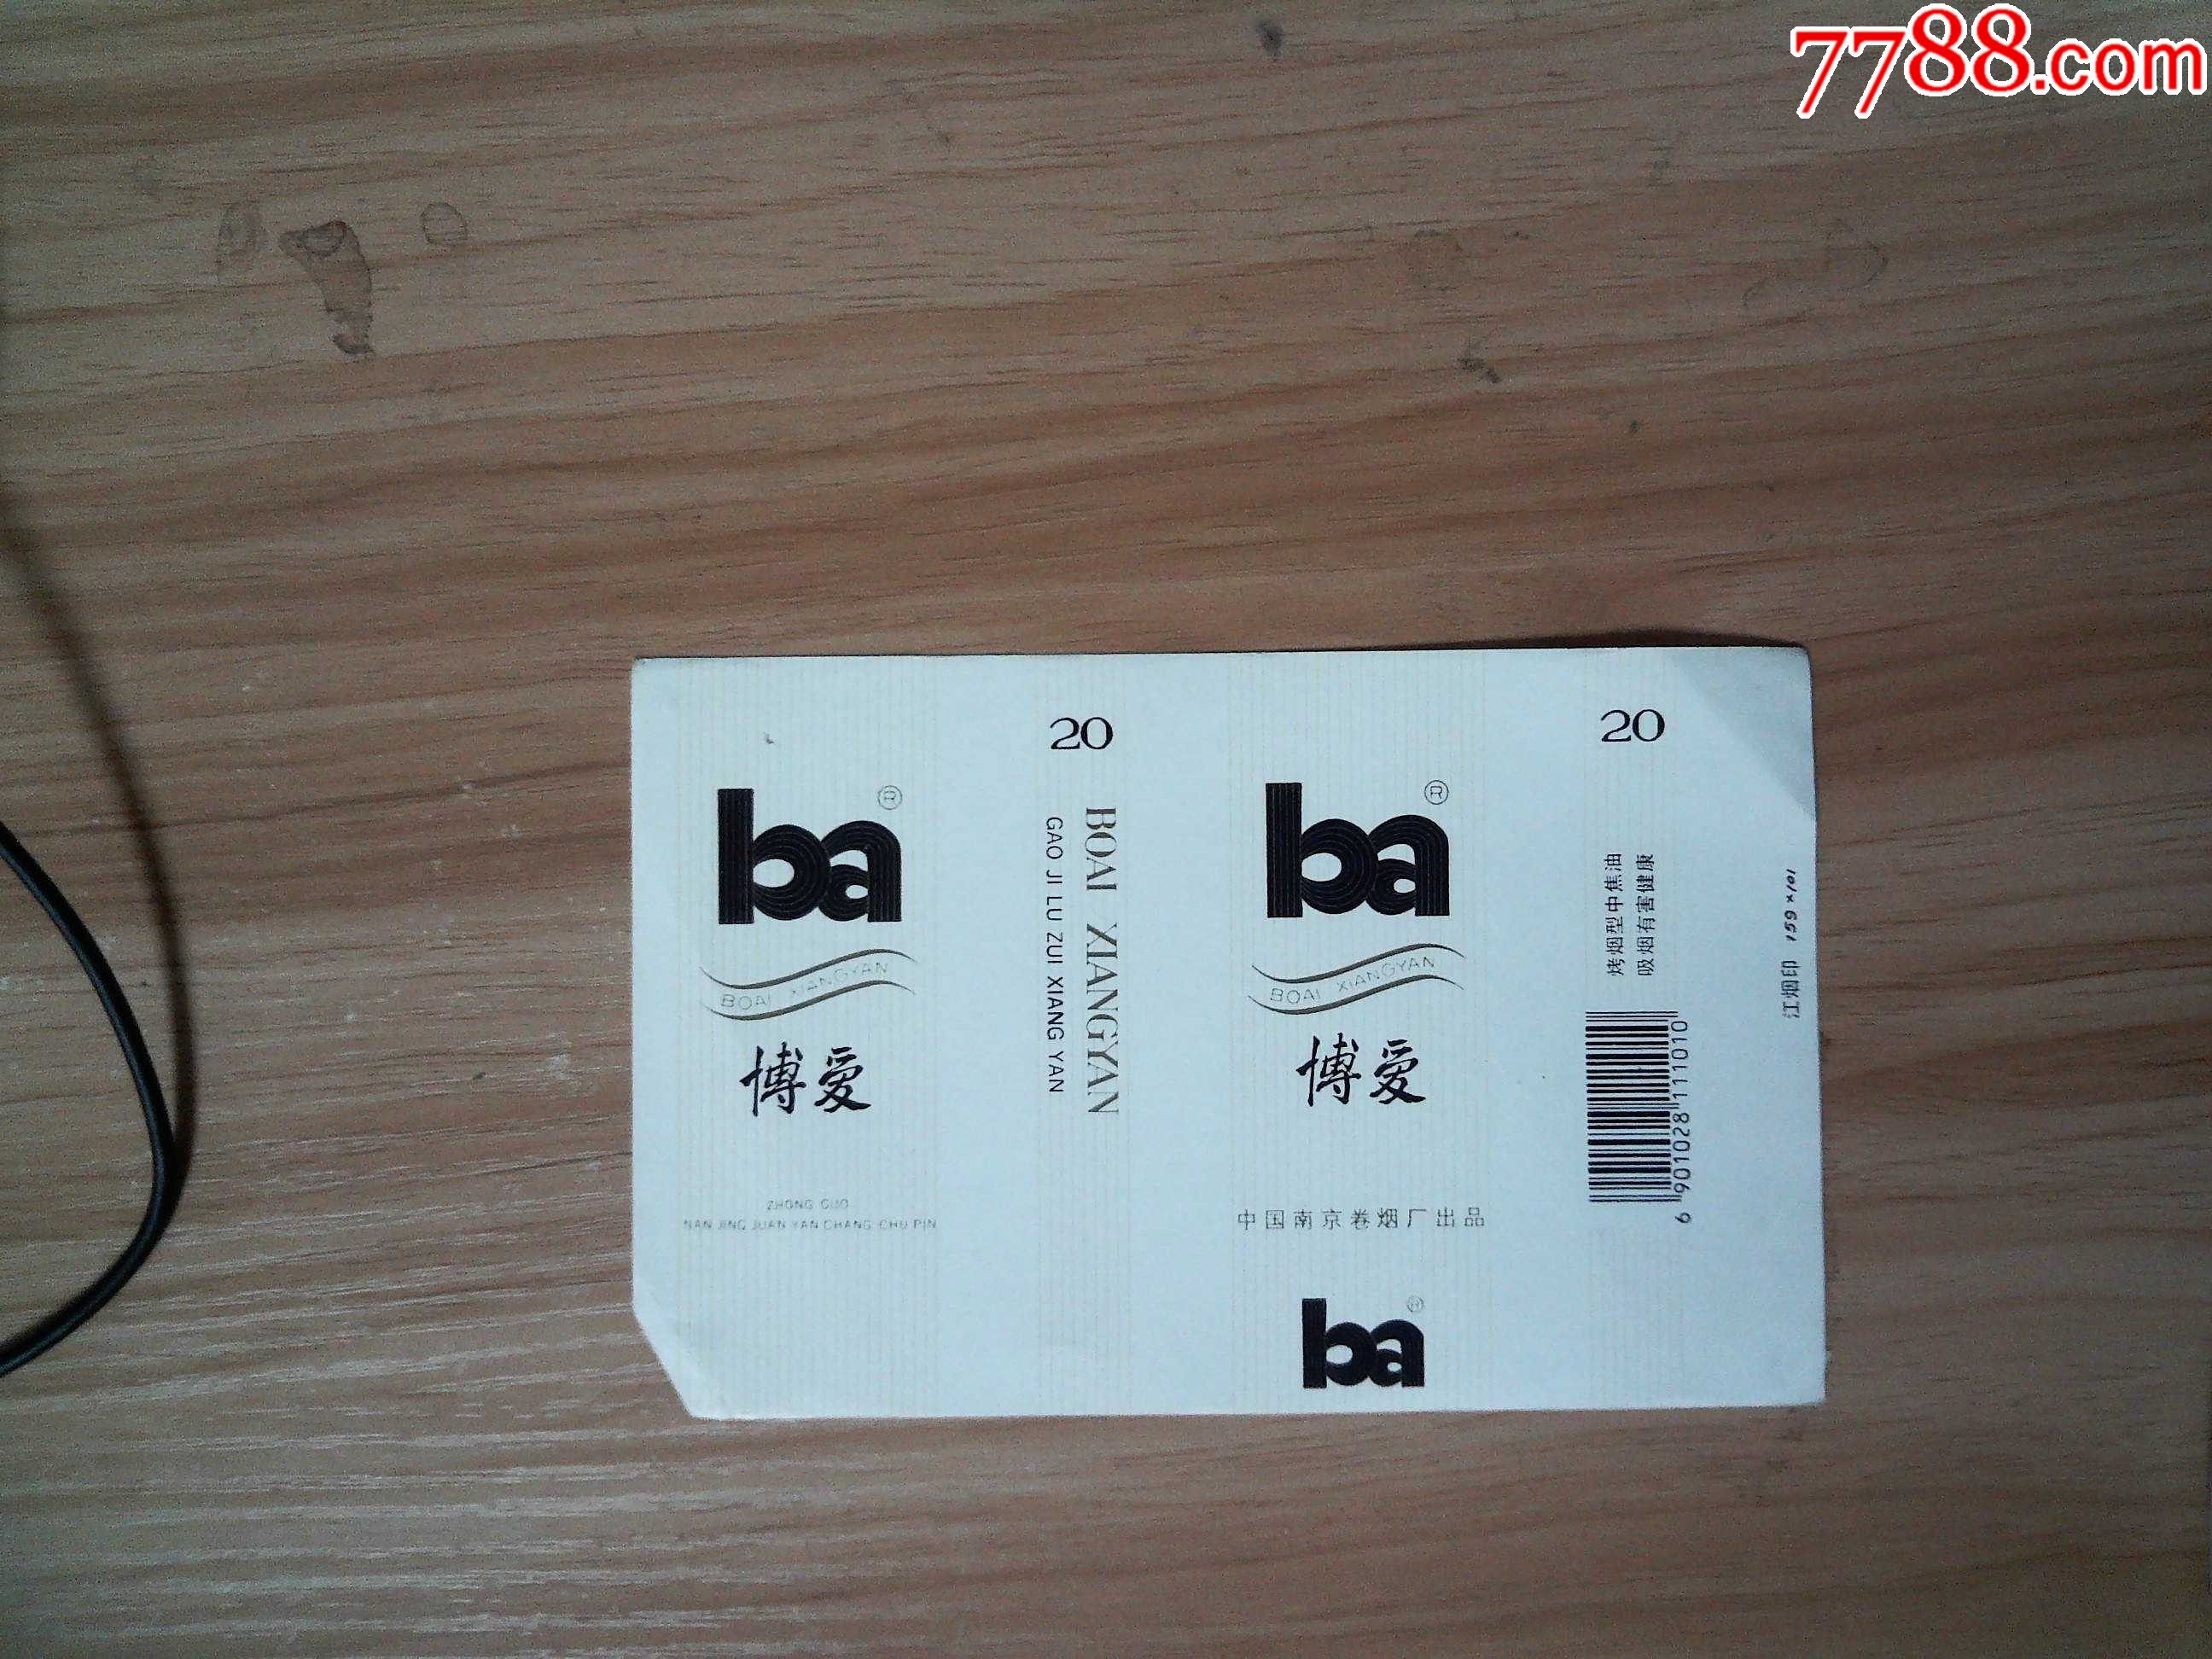 7788.com
ba®
BOAI XIANGYAN
博爱
ZHONG GUO
NAN JING JUAN YAN CHANG CHU PIN
20
BOAI XIANGYAN
GAO JI LU ZUI XIANG YAN
ba®
BOAI XIANGYAN
博爱
中国南京卷烟厂出品
ba®
20
烤烟型中焦油
吸烟有害健康
6 901028 111010
江烟印 159×101